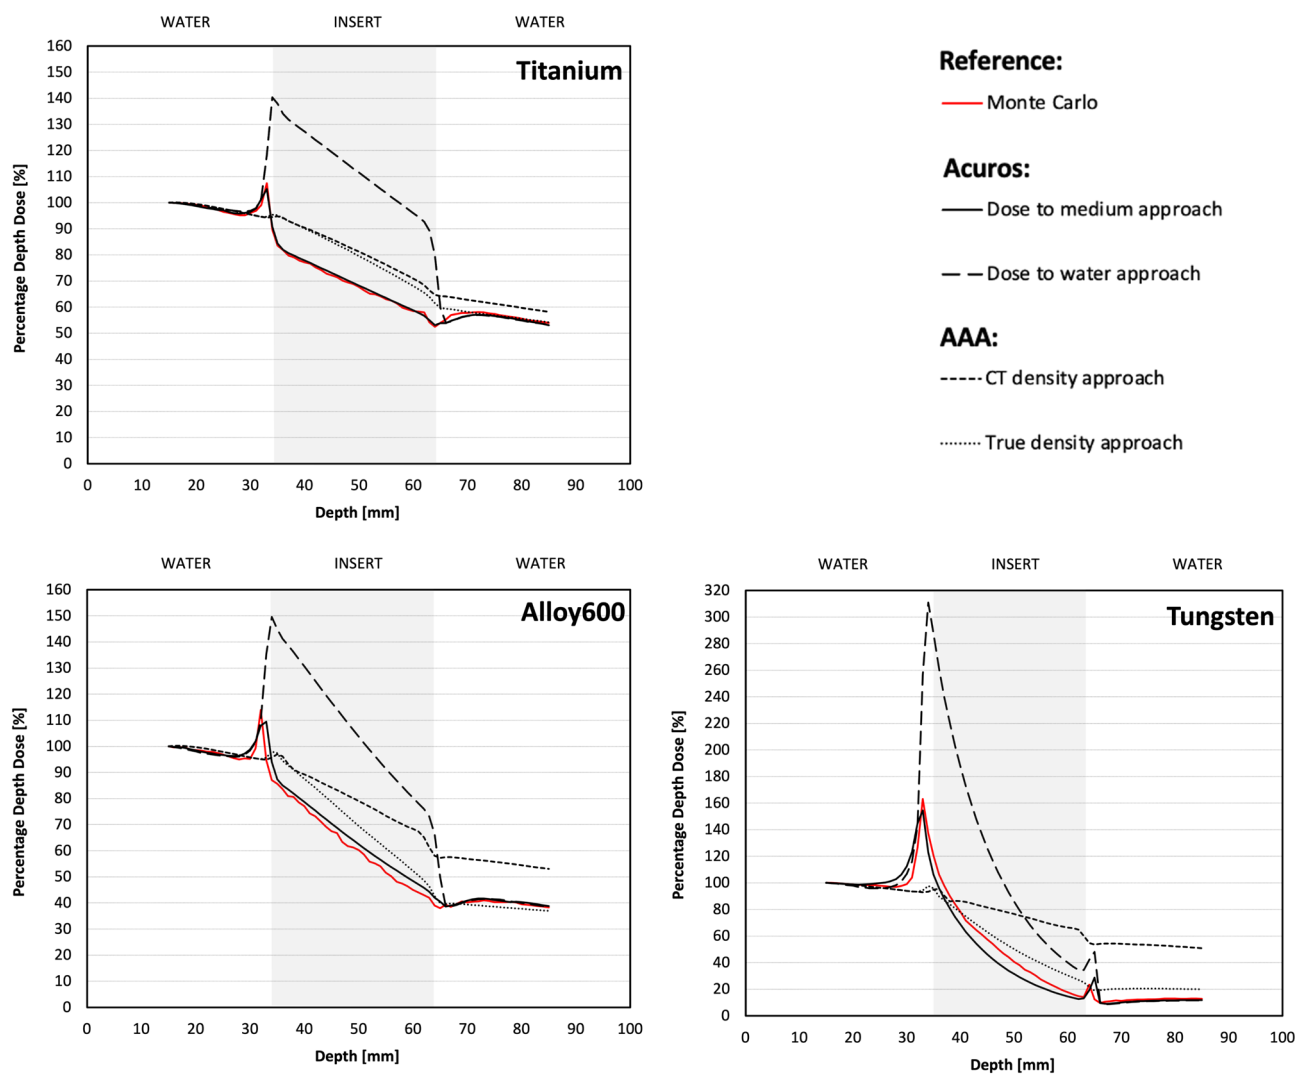 WATER INSERT WATER
Titanium
160
150
140
130
120
110
100
90
80
70
60
50
40
30
20
10
0
Percentage Depth Dose [%]
0 10 20 30 40 50 60 70 80 90 100
Depth [mm]
Reference:
Monte Carlo
Acuros:
Dose to medium approach
Dose to water approach
AAA:
CT density approach
True density approach
WATER INSERT WATER
Alloy600
160
150
140
130
120
110
100
90
80
70
60
50
40
30
20
10
0
Percentage Depth Dose [%]
0 10 20 30 40 50 60 70 80 90 100
Depth [mm]
WATER INSERT WATER
Tungsten
320
300
280
260
240
220
200
180
160
140
120
100
80
60
40
20
0
Percentage Depth Dose [%]
0 10 20 30 40 50 60 70 80 90 100
Depth [mm]